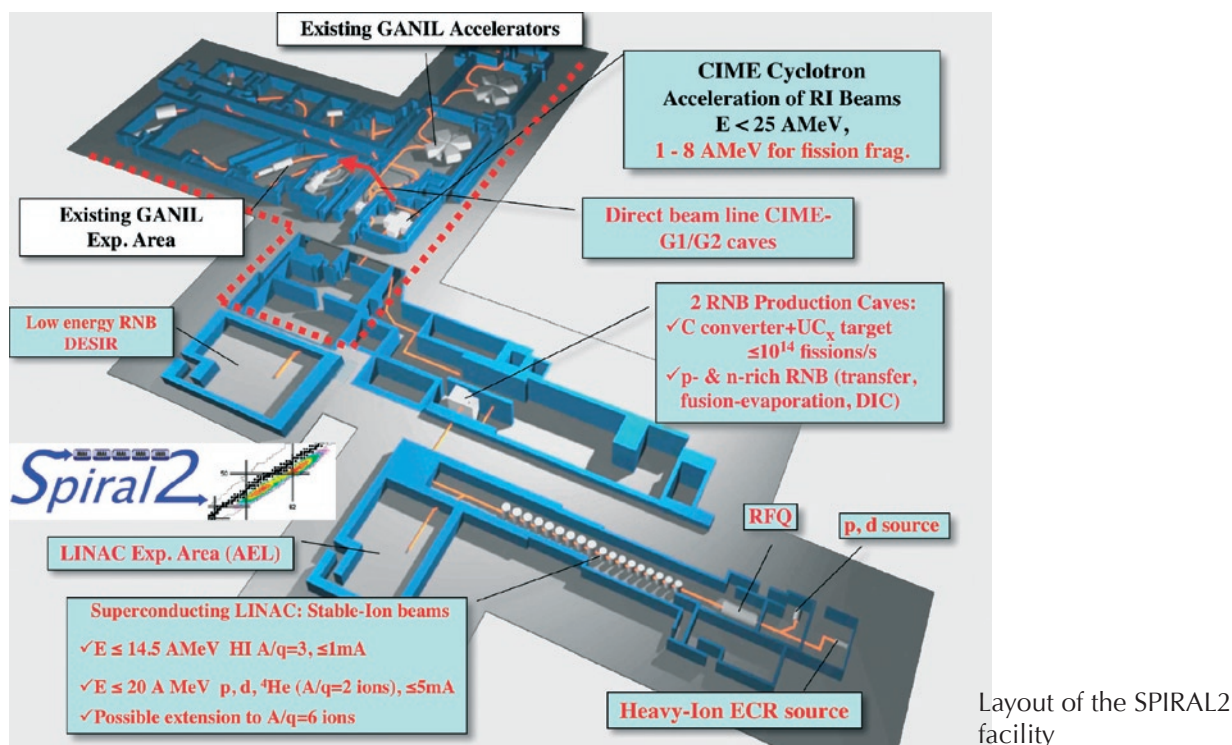 Existing GANIL Accelerators
CIME Cyclotron
Acceleration of RI Beams
E < 25 AMeV,
1 - 8 AMeV for fission frag.
Existing GANIL
Exp. Area
Direct beam line CIME-
G1/G2 caves
Low energy RNB
DESIR
2 RNB Production Caves:
✓C converter+UCx target
≤10¹⁴ fissions/s
✓p- & n-rich RNB (transfer,
fusion-evaporation, DIC)
Spiral2
50
82
RFQ
p, d source
LINAC Exp. Area (AEL)
Superconducting LINAC: Stable-Ion beams
✓E ≤ 14.5 AMeV HI A/q=3, ≤1mA
✓E ≤ 20 A MeV p, d, ⁴He (A/q=2 ions), ≤5mA
✓Possible extension to A/q=6 ions
Heavy-Ion ECR source
Layout of the SPIRAL2
facility